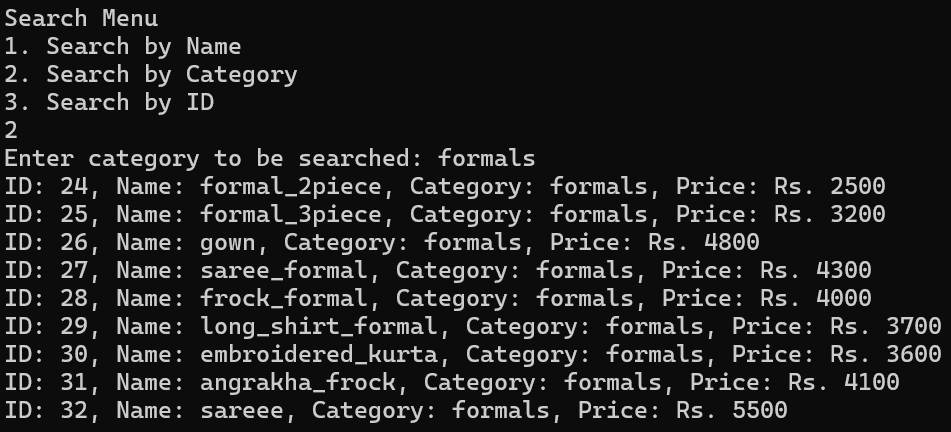 Search Menu
1. Search by Name
2. Search by Category
3. Search by ID
2
Enter category to be searched: formals
ID: 24, Name: formal_2piece, Category: formals, Price: Rs. 2500
ID: 25, Name: formal_3piece, Category: formals, Price: Rs. 3200
ID: 26, Name: gown, Category: formals, Price: Rs. 4800
ID: 27, Name: saree_formal, Category: formals, Price: Rs. 4300
ID: 28, Name: frock_formal, Category: formals, Price: Rs. 4000
ID: 29, Name: long_shirt_formal, Category: formals, Price: Rs. 3700
ID: 30, Name: embroidered_kurta, Category: formals, Price: Rs. 3600
ID: 31, Name: angrakha_frock, Category: formals, Price: Rs. 4100
ID: 32, Name: sareee, Category: formals, Price: Rs. 5500